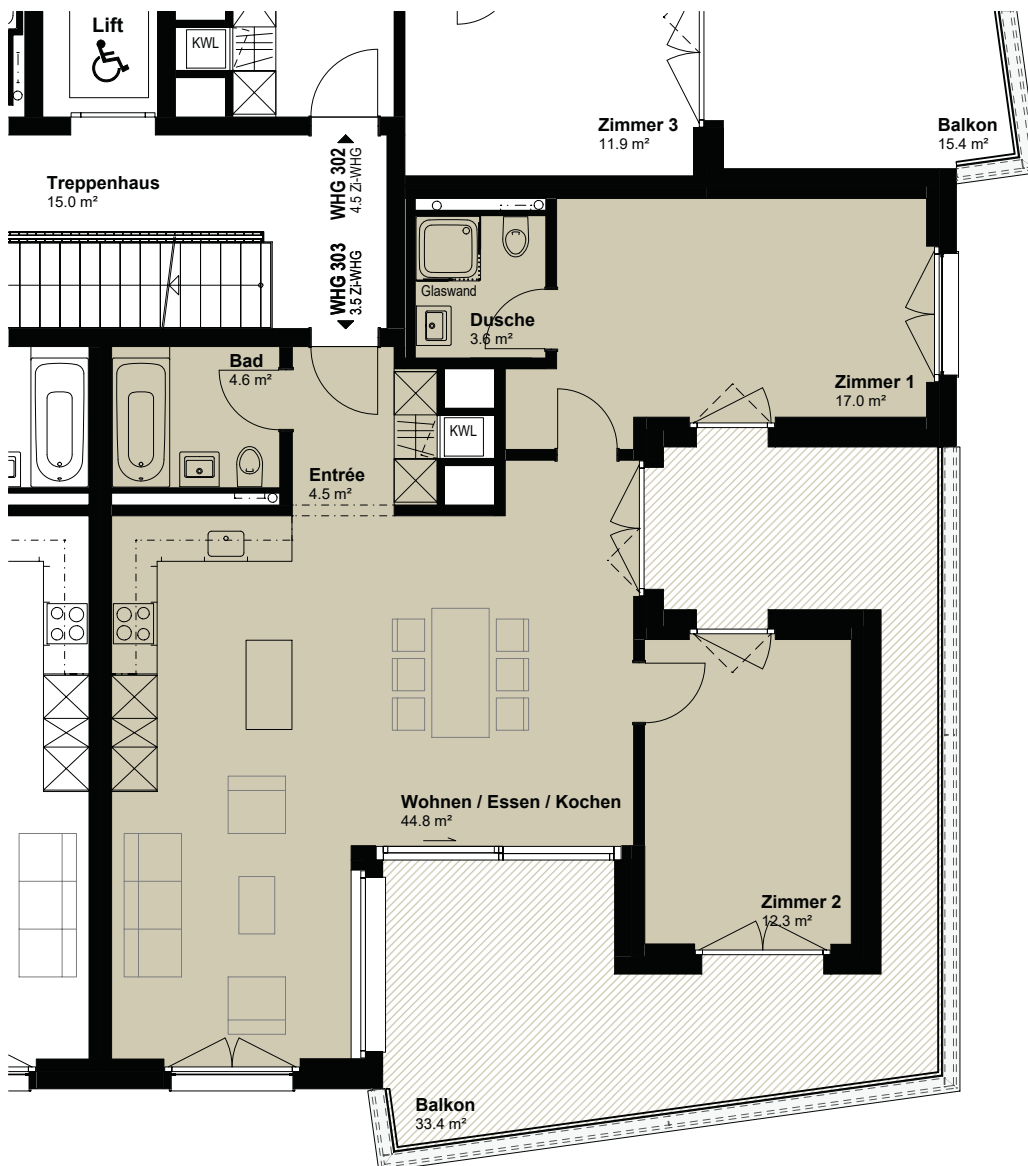 Lift
KWL
Zimmer 3
11.9 m²
Balkon
15.4 m²
Treppenhaus
15.0 m²
WHG 302
4.5 ZI-WHG
WHG 303
3.5 ZI-WHG
Glaswand
Dusche
3.6 m²
Bad
4.6 m²
Zimmer 1
17.0 m²
KWL
Entrée
4.5 m²
Wohnen / Essen / Kochen
44.8 m²
Zimmer 2
12.3 m²
Balkon
33.4 m²